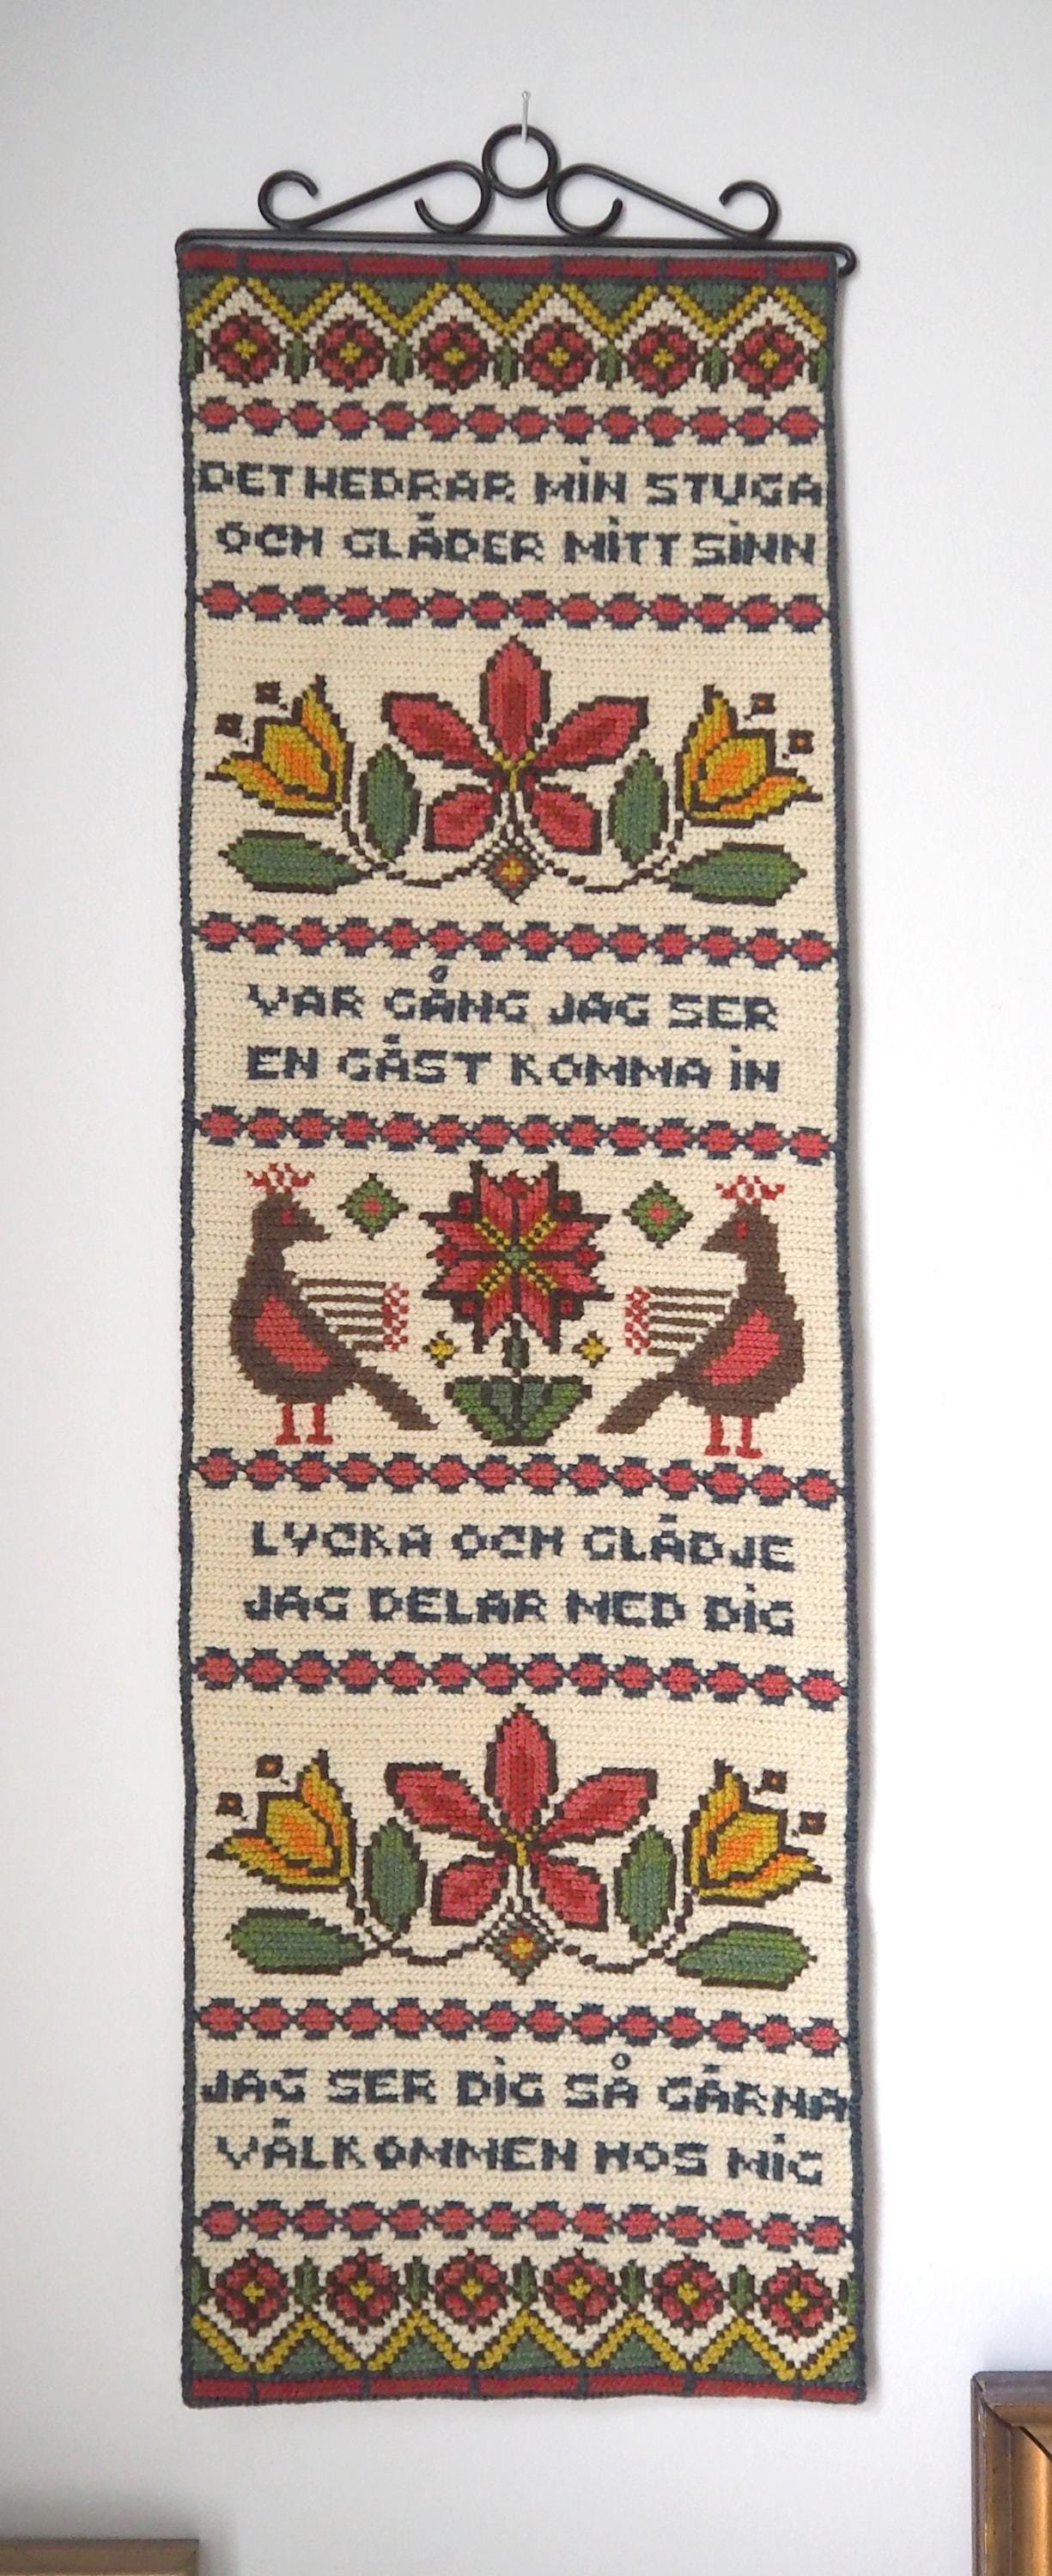 DET HEDRAR MIN STUGA
OCH GLÄDER MITT SINN
VAR GÅNG JAG SER
EN GÄST KOMMA IN
LYCKA OCH GLÄDJE
JAG DELAR MED DIG
JAG SER DIG SÅ GÄRNA
VÄLKOMMEN HOS MIG